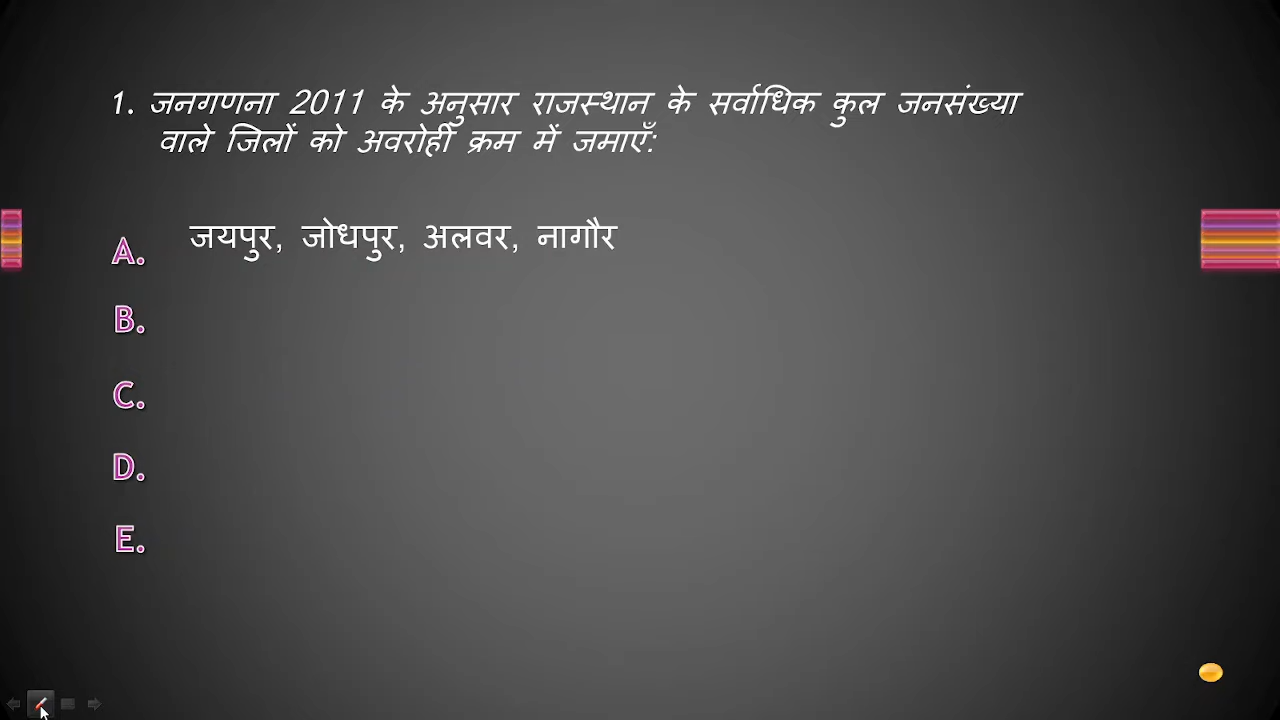 1. जनगणना 2011 के अनुसार राजस्थान के सर्वाधिक कुल जनसंख्या
वाले जिलों को अवरोही क्रम में जमाएँ:
A. जयपुर, जोधपुर, अलवर, नागौर
B.
C.
D.
E.